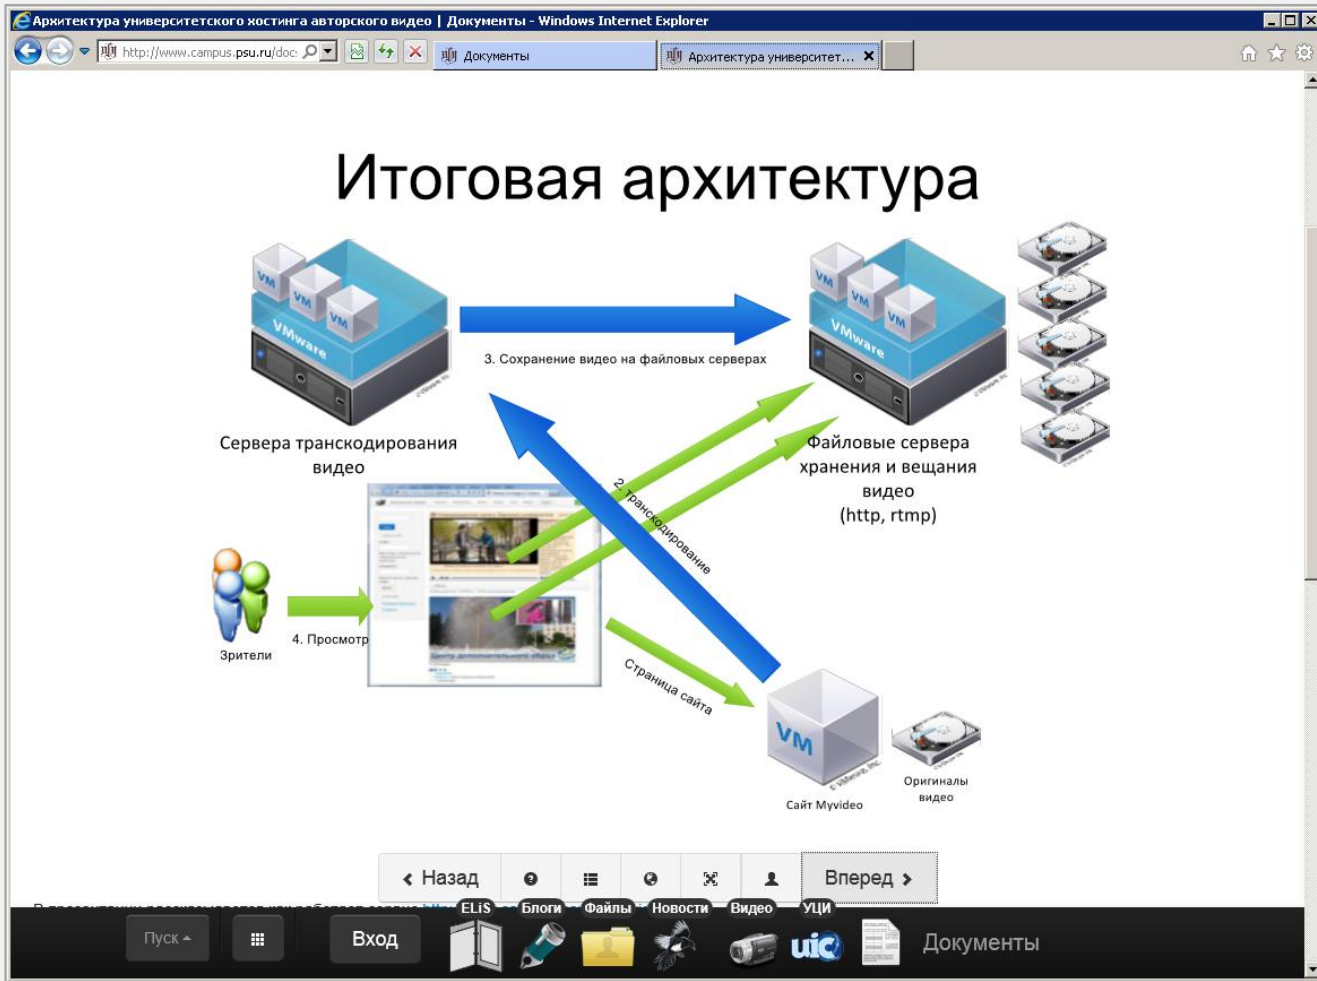 Архитектура университетского хостинга авторского видео | Документы - Windows Internet Explorer
http://www.campus.psu.ru/doc
Документы
Архитектура университет...
Итоговая архитектура
VM
VM
VM
VMware
VM
VM
VM
VMware
3. Сохранение видео на файловых серверах
Сервера транскодирования
видео
Файловые сервера
хранения и вещания
видео
(http, rtmp)
2. Транскодирование
4. Просмотр
Зрители
Страница сайта
VM
Сайт Myvideo
Оригиналы
видео
Назад
Вперед
ELiS Блоги Файлы Новости Видео УЦИ
Пуск
Вход
uic
Документы